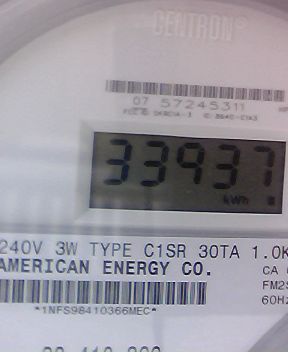 CENTRON®
07 57245311
33937
kWh
240V 3W TYPE C1SR 30TA 1.0K
AMERICAN ENERGY CO.
CA
FM2S
60Hz
*1NFS98410366MEC*